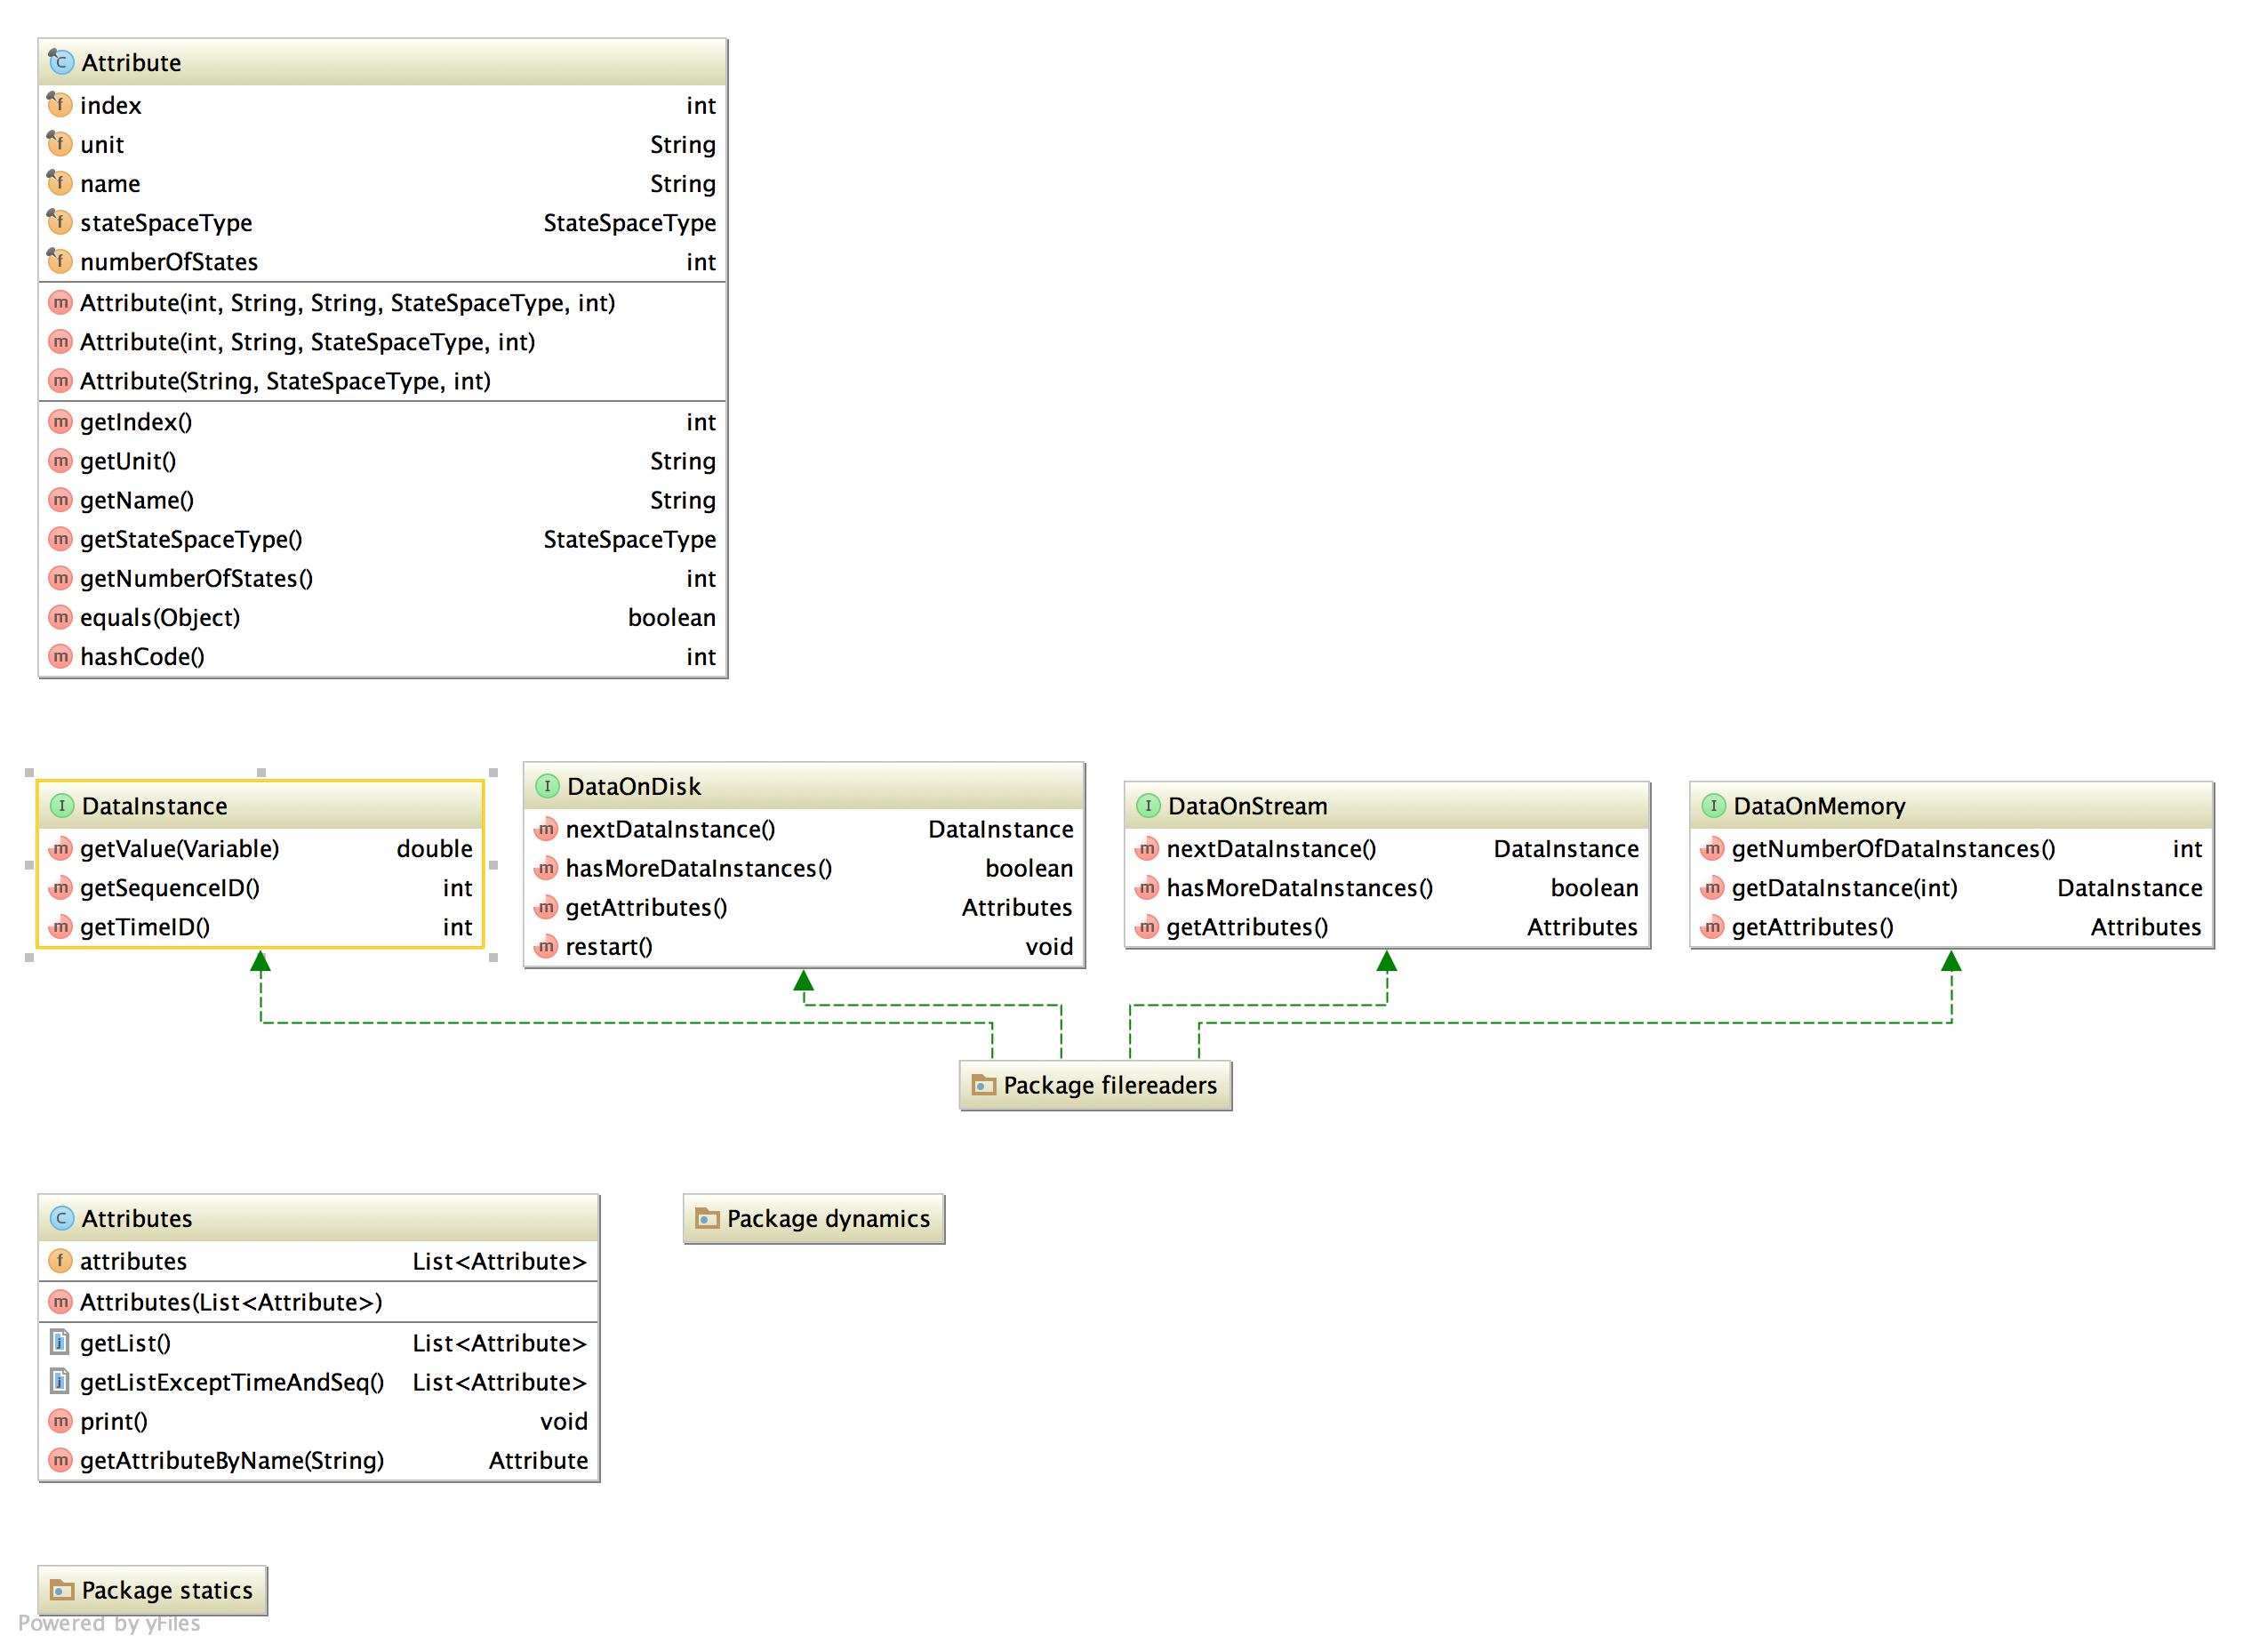 Attribute
index int
unit String
name String
stateSpaceType StateSpaceType
numberOfStates int
Attribute(int, String, String, StateSpaceType, int)
Attribute(int, String, StateSpaceType, int)
Attribute(String, StateSpaceType, int)
getIndex() int
getUnit() String
getName() String
getStateSpaceType() StateSpaceType
getNumberOfStates() int
equals(Object) boolean
hashCode() int
DataInstance
getValue(Variable) double
getSequenceID() int
getTimeID() int
DataOnDisk
nextDataInstance() DataInstance
hasMoreDataInstances() boolean
getAttributes() Attributes
restart() void
DataOnStream
nextDataInstance() DataInstance
hasMoreDataInstances() boolean
getAttributes() Attributes
DataOnMemory
getNumberOfDataInstances() int
getDataInstance(int) DataInstance
getAttributes() Attributes
Package filereaders
Attributes
attributes List<Attribute>
Attributes(List<Attribute>)
getList() List<Attribute>
getListExceptTimeAndSeq() List<Attribute>
print() void
getAttributeByName(String) Attribute
Package dynamics
Package statics
Powered by yFiles